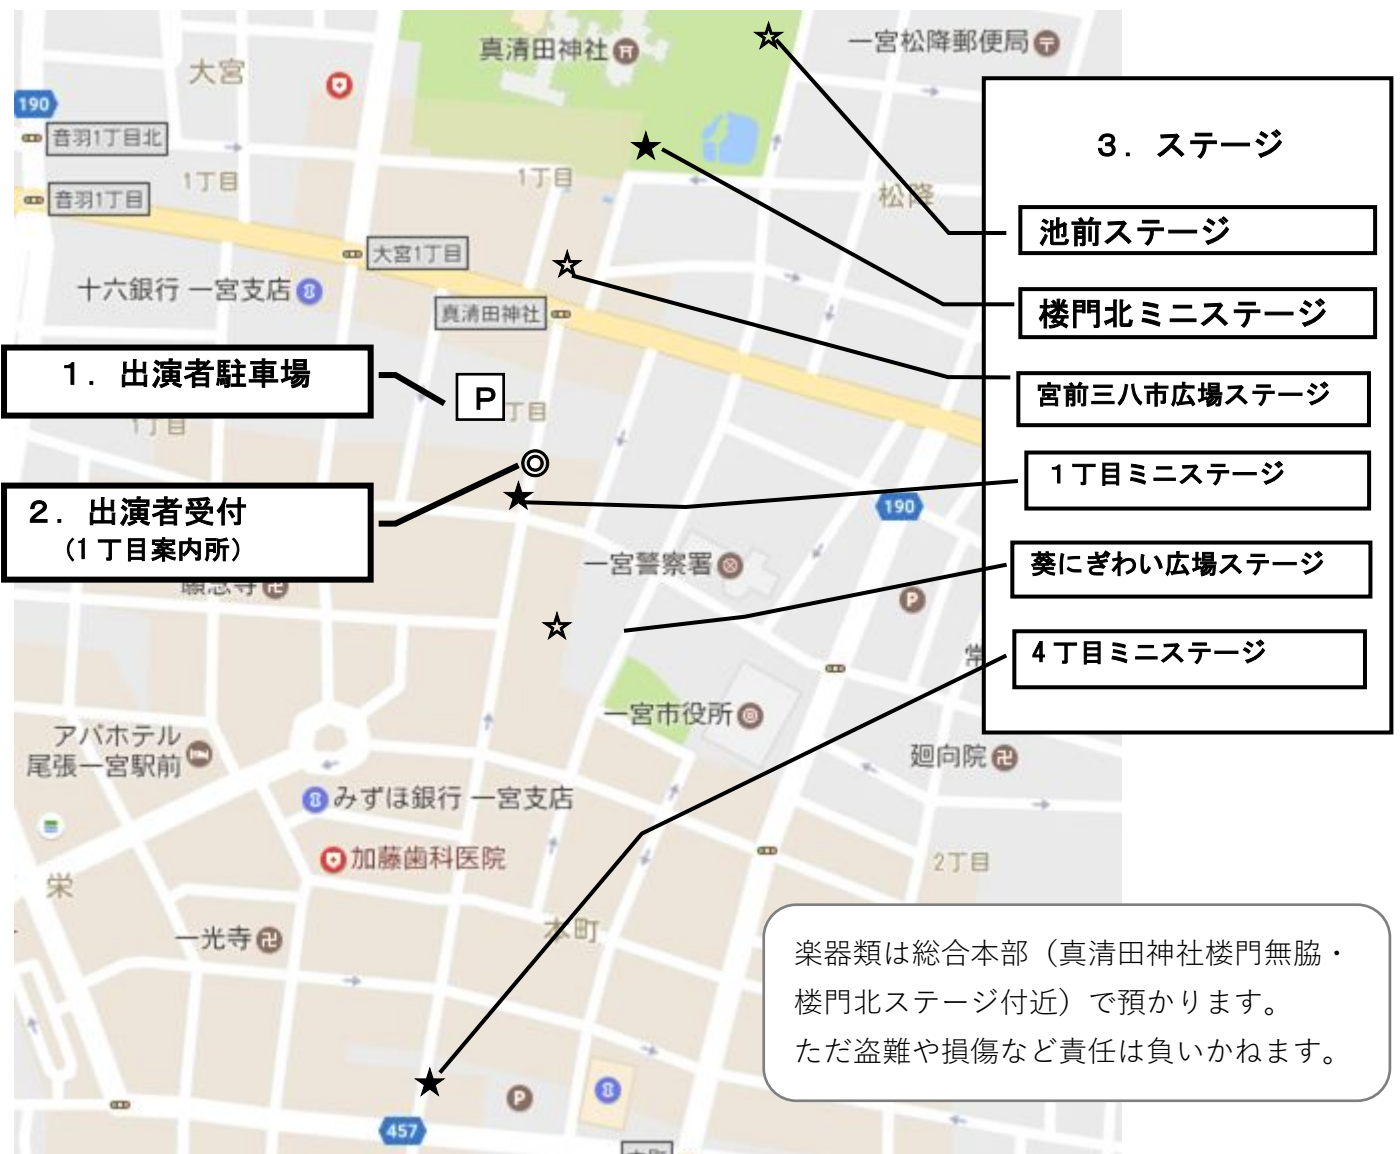 真清田神社
一宮松降郵便局
大宮
190
音羽1丁目北
1丁目
1丁目
音羽1丁目
松降
大宮1丁目
十六銀行 一宮支店
真清田神社
3. ステージ
池前ステージ
楼門北ミニステージ
宮前三八市広場ステージ
1丁目ミニステージ
葵にぎわい広場ステージ
4丁目ミニステージ
1. 出演者駐車場
P
丁目
1丁目
2. 出演者受付
(1丁目案内所)
願念寺
190
一宮警察署
P
常
一宮市役所
アパホテル
尾張一宮駅前
廻向院
みずほ銀行 一宮支店
加藤歯科医院
2丁目
栄
一光寺
本町
楽器類は総合本部（真清田神社楼門無脇・
楼門北ステージ付近）で預かります。
ただ盗難や損傷など責任は負いかねます。
P
457
本町